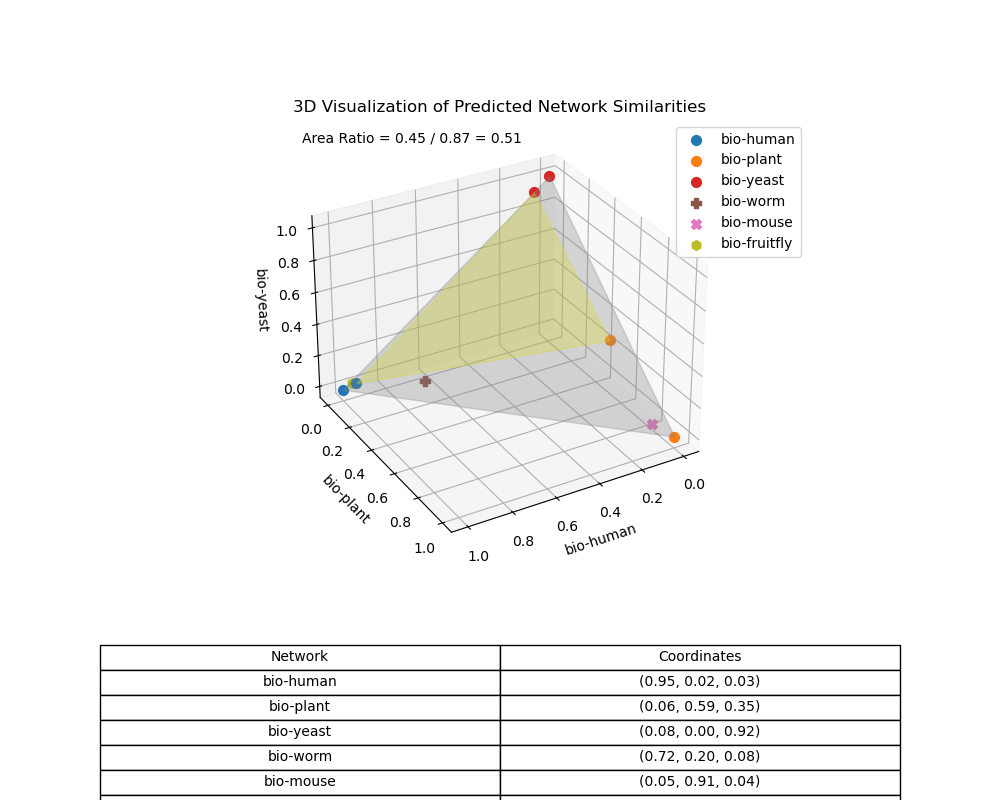 3D Visualization of Predicted Network Similarities
Area Ratio = 0.45 / 0.87 = 0.51
bio-human
bio-plant
bio-yeast
bio-worm
bio-mouse
bio-fruitfly
1.0
0.8
0.6
0.4
0.2
0.0
bio-yeast
0.0
0.2
0.4
0.6
0.8
1.0
bio-plant
1.0
0.8
0.6
0.4
0.2
0.0
bio-human
Network Coordinates
bio-human (0.95, 0.02, 0.03)
bio-plant (0.06, 0.59, 0.35)
bio-yeast (0.08, 0.00, 0.92)
bio-worm (0.72, 0.20, 0.08)
bio-mouse (0.05, 0.91, 0.04)